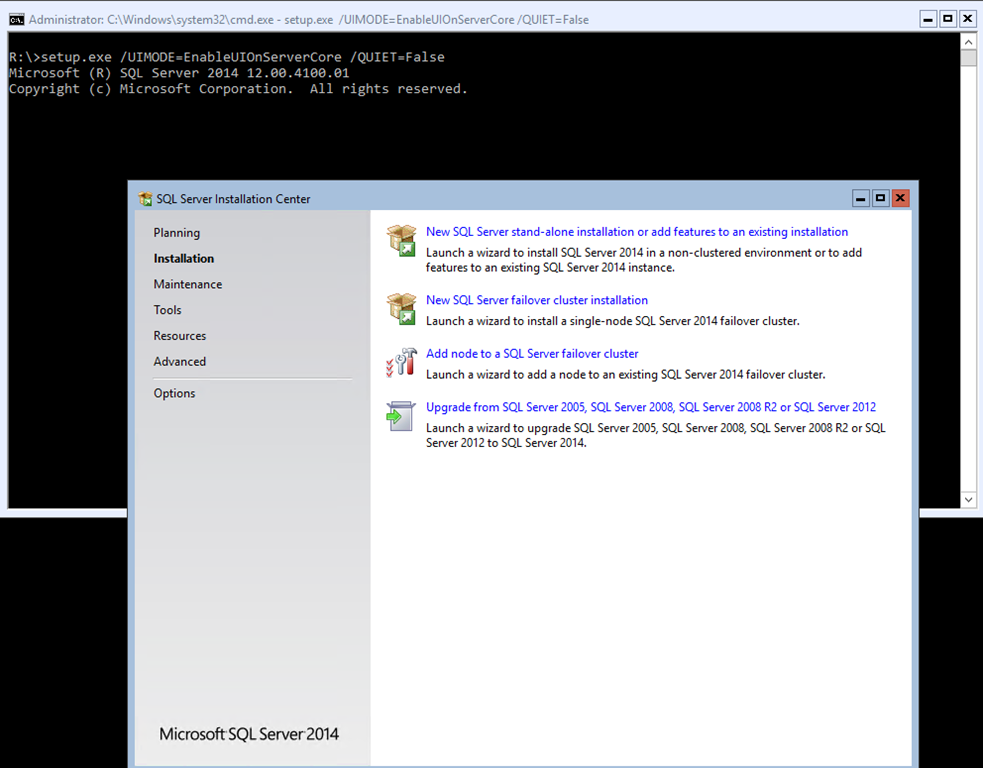 Administrator: C:\Windows\system32\cmd.exe - setup.exe  /UIMODE=EnableUIOnServerCore /QUIET=False
R:\>setup.exe /UIMODE=EnableUIOnServerCore /QUIET=False
Microsoft (R) SQL Server 2014 12.00.4100.01
Copyright (c) Microsoft Corporation.  All rights reserved.
SQL Server Installation Center
Planning
Installation
Maintenance
Tools
Resources
Advanced
Options
New SQL Server stand-alone installation or add features to an existing installation
Launch a wizard to install SQL Server 2014 in a non-clustered environment or to add
features to an existing SQL Server 2014 instance.
New SQL Server failover cluster installation
Launch a wizard to install a single-node SQL Server 2014 failover cluster.
Add node to a SQL Server failover cluster
Launch a wizard to add a node to an existing SQL Server 2014 failover cluster.
Upgrade from SQL Server 2005, SQL Server 2008, SQL Server 2008 R2 or SQL Server 2012
Launch a wizard to upgrade SQL Server 2005, SQL Server 2008, SQL Server 2008 R2 or SQL
Server 2012 to SQL Server 2014.
Microsoft SQL Server 2014